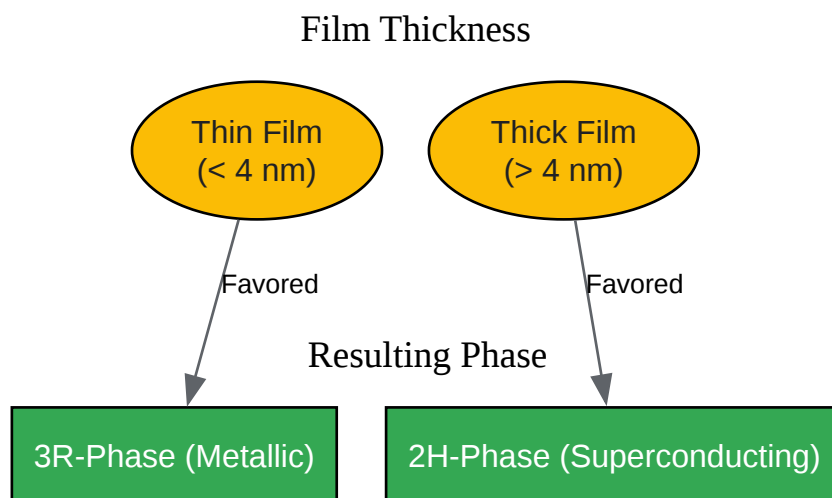 Film Thickness
Thin Film
(< 4 nm)
Thick Film
(> 4 nm)
Favored
Favored
Resulting Phase
3R-Phase (Metallic)
2H-Phase (Superconducting)